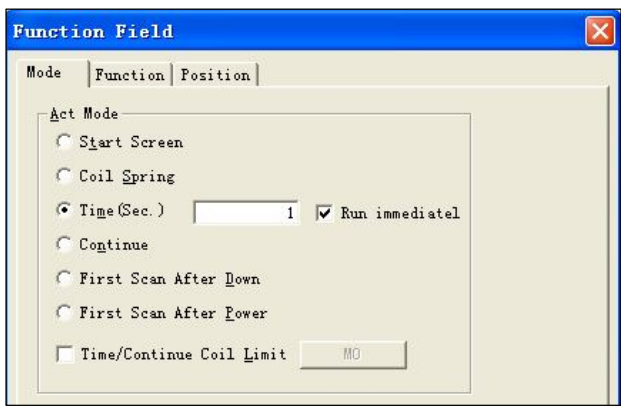 Function Field
Mode Function Position
Act Mode
Start Screen
Coil Spring
Time(Sec.) 1 Run immediatel
Continue
First Scan After Down
First Scan After Power
Time/Continue Coil Limit M0